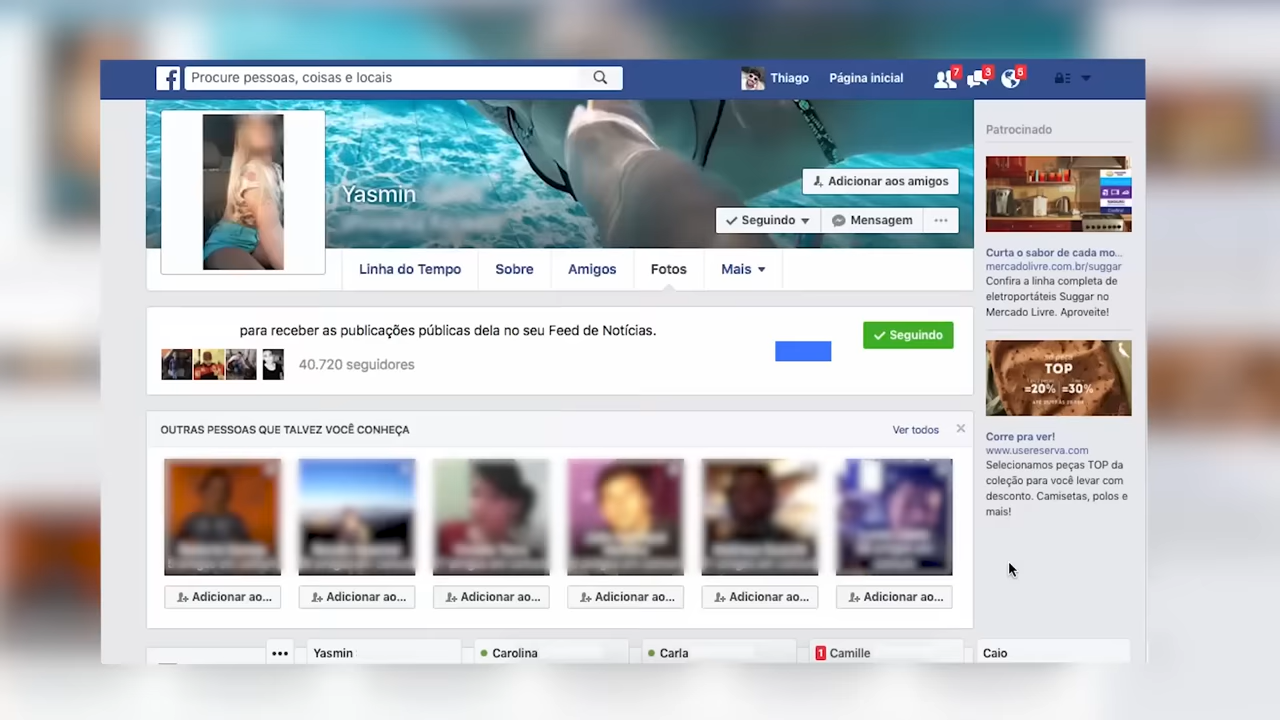 Procure pessoas, coisas e locais
Thiago
Página inicial
7
3
5
Yasmin
Adicionar aos amigos
Seguindo
Mensagem
Linha do Tempo
Sobre
Amigos
Fotos
Mais
para receber as publicações públicas dela no seu Feed de Notícias.
Seguindo
40.720 seguidores
OUTRAS PESSOAS QUE TALVEZ VOCÊ CONHEÇA
Ver todos
Adicionar ao...
Adicionar ao...
Adicionar ao...
Adicionar ao...
Adicionar ao...
Adicionar ao...
Patrocinado
Curta o sabor de cada mo...
mercadolivre.com.br/suggar
Confira a linha completa de
eletroportáteis Suggar no
Mercado Livre. Aproveite!
TOP
=20% =30%
Corre pra ver!
www.usereserva.com
Selecionamos peças TOP da
coleção para você levar com
desconto. Camisetas, polos e
mais!
Yasmin
Carolina
Carla
1 Camille
Caio